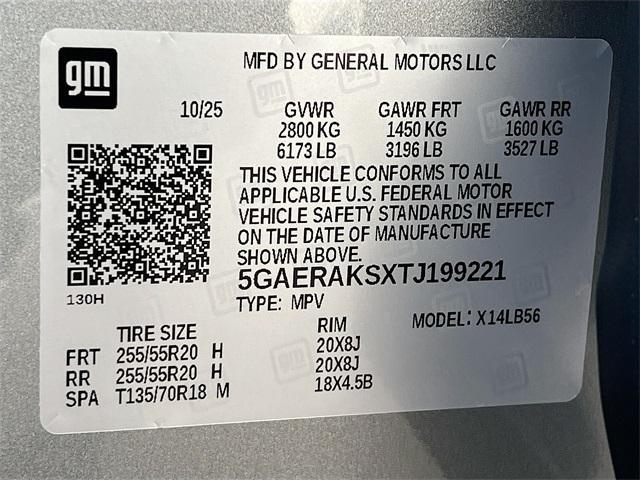 gm
MFD BY GENERAL MOTORS LLC
10/25 GVWR GAWR FRT GAWR RR
2800 KG 1450 KG 1600 KG
6173 LB 3196 LB 3527 LB
THIS VEHICLE CONFORMS TO ALL
APPLICABLE U.S. FEDERAL MOTOR
VEHICLE SAFETY STANDARDS IN EFFECT
ON THE DATE OF MANUFACTURE
SHOWN ABOVE.
5GAERAKSXTJ199221
130H
TYPE: MPV
MODEL: X14LB56
TIRE SIZE RIM
FRT 255/55R20 H 20X8J
RR 255/55R20 H 20X8J
SPA T135/70R18 M 18X4.5B